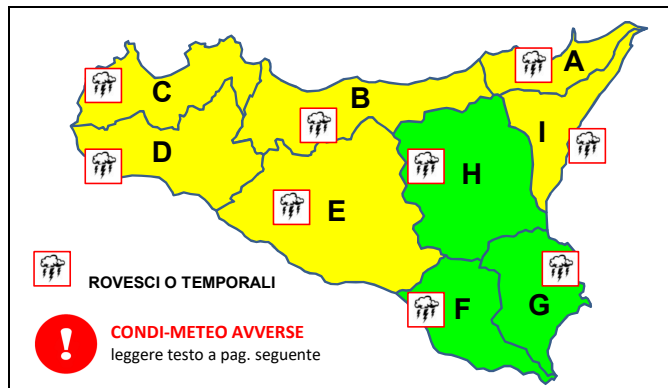 A
C
B
I
D
H
E
ROVESCI O TEMPORALI
F
G
CONDI-METEO AVVERSE
leggere testo a pag. seguente